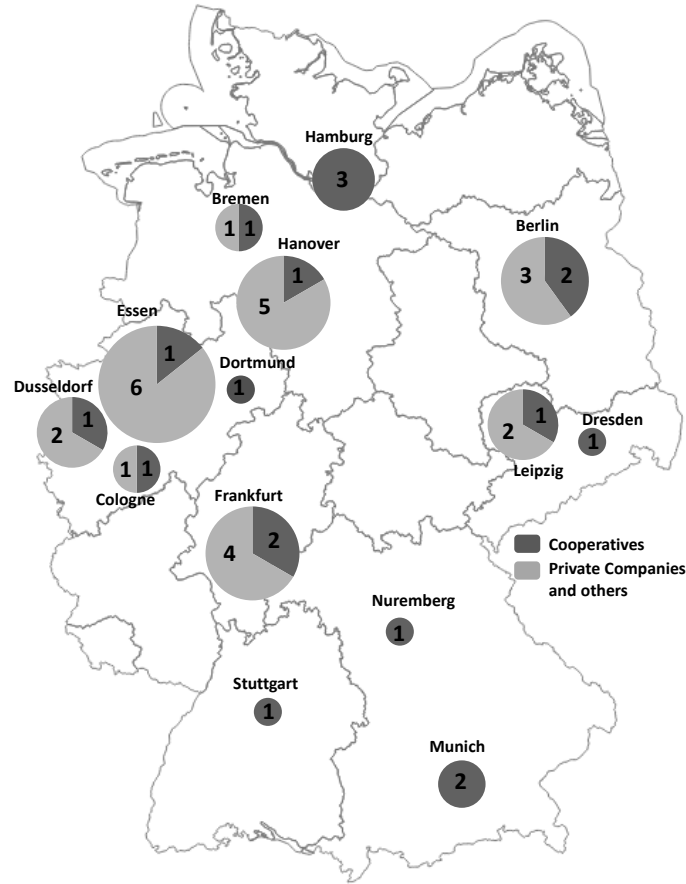 Hamburg
3
Bremen
1 1
Hanover
1
5
Berlin
3 2
Essen
1
6
Dortmund
1
Dusseldorf
1
2
Cologne
1 1
Leipzig
1
2
Dresden
1
Frankfurt
2
4
Cooperatives
Private Companies
and others
Nuremberg
1
Stuttgart
1
Munich
2